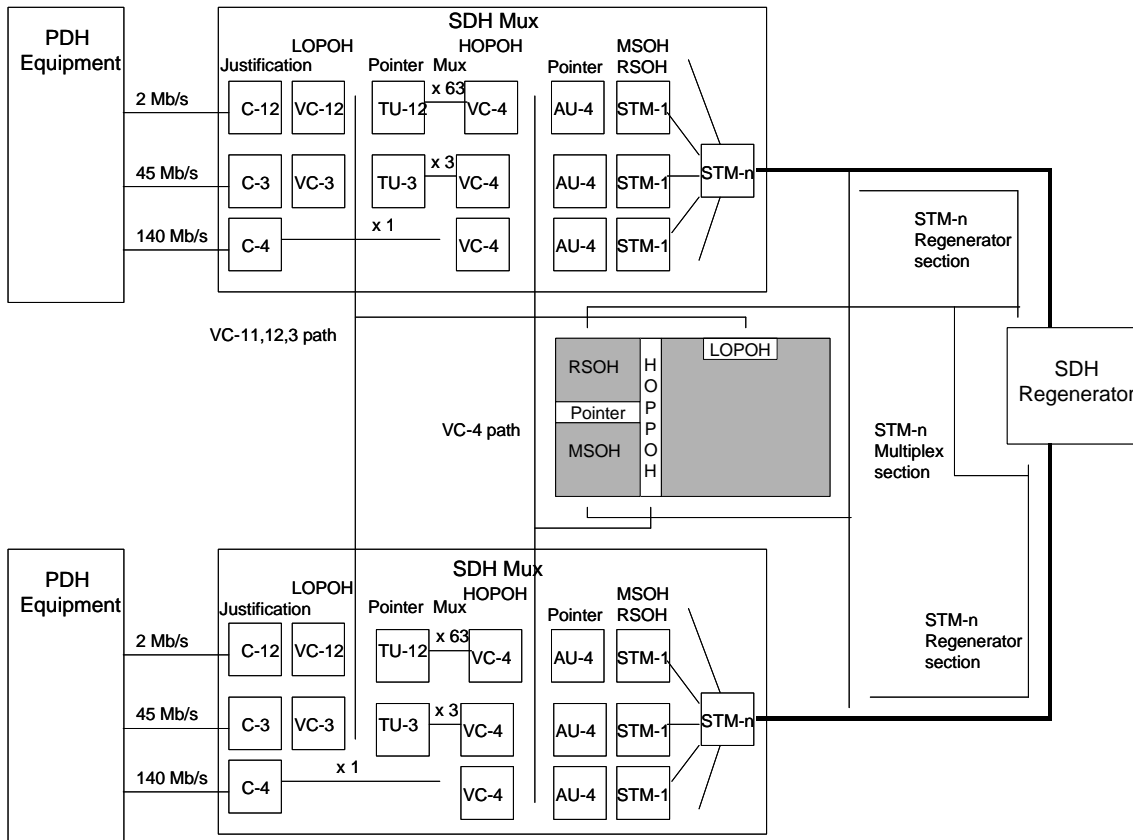 SDH Mux
PDH
Equipment
LOPOH
HOPOH
MSOH
RSOH
Justification
Pointer
Mux
Pointer
x 63
2 Mb/s
C-12
VC-12
TU-12
VC-4
AU-4
STM-1
x 3
45 Mb/s
C-3
VC-3
TU-3
VC-4
AU-4
STM-1
STM-n
x 1
140 Mb/s
C-4
VC-4
AU-4
STM-1
STM-n
Regenerator
section
VC-11,12,3 path
LOPOH
RSOH
Pointer
MSOH
H
O
P
P
O
H
VC-4 path
SDH
Regenerator
STM-n
Multiplex
section
SDH Mux
PDH
Equipment
LOPOH
HOPOH
MSOH
RSOH
Justification
Pointer
Mux
Pointer
x 63
2 Mb/s
C-12
VC-12
TU-12
VC-4
AU-4
STM-1
STM-n
Regenerator
section
x 3
45 Mb/s
C-3
VC-3
TU-3
VC-4
AU-4
STM-1
STM-n
x 1
140 Mb/s
C-4
VC-4
AU-4
STM-1